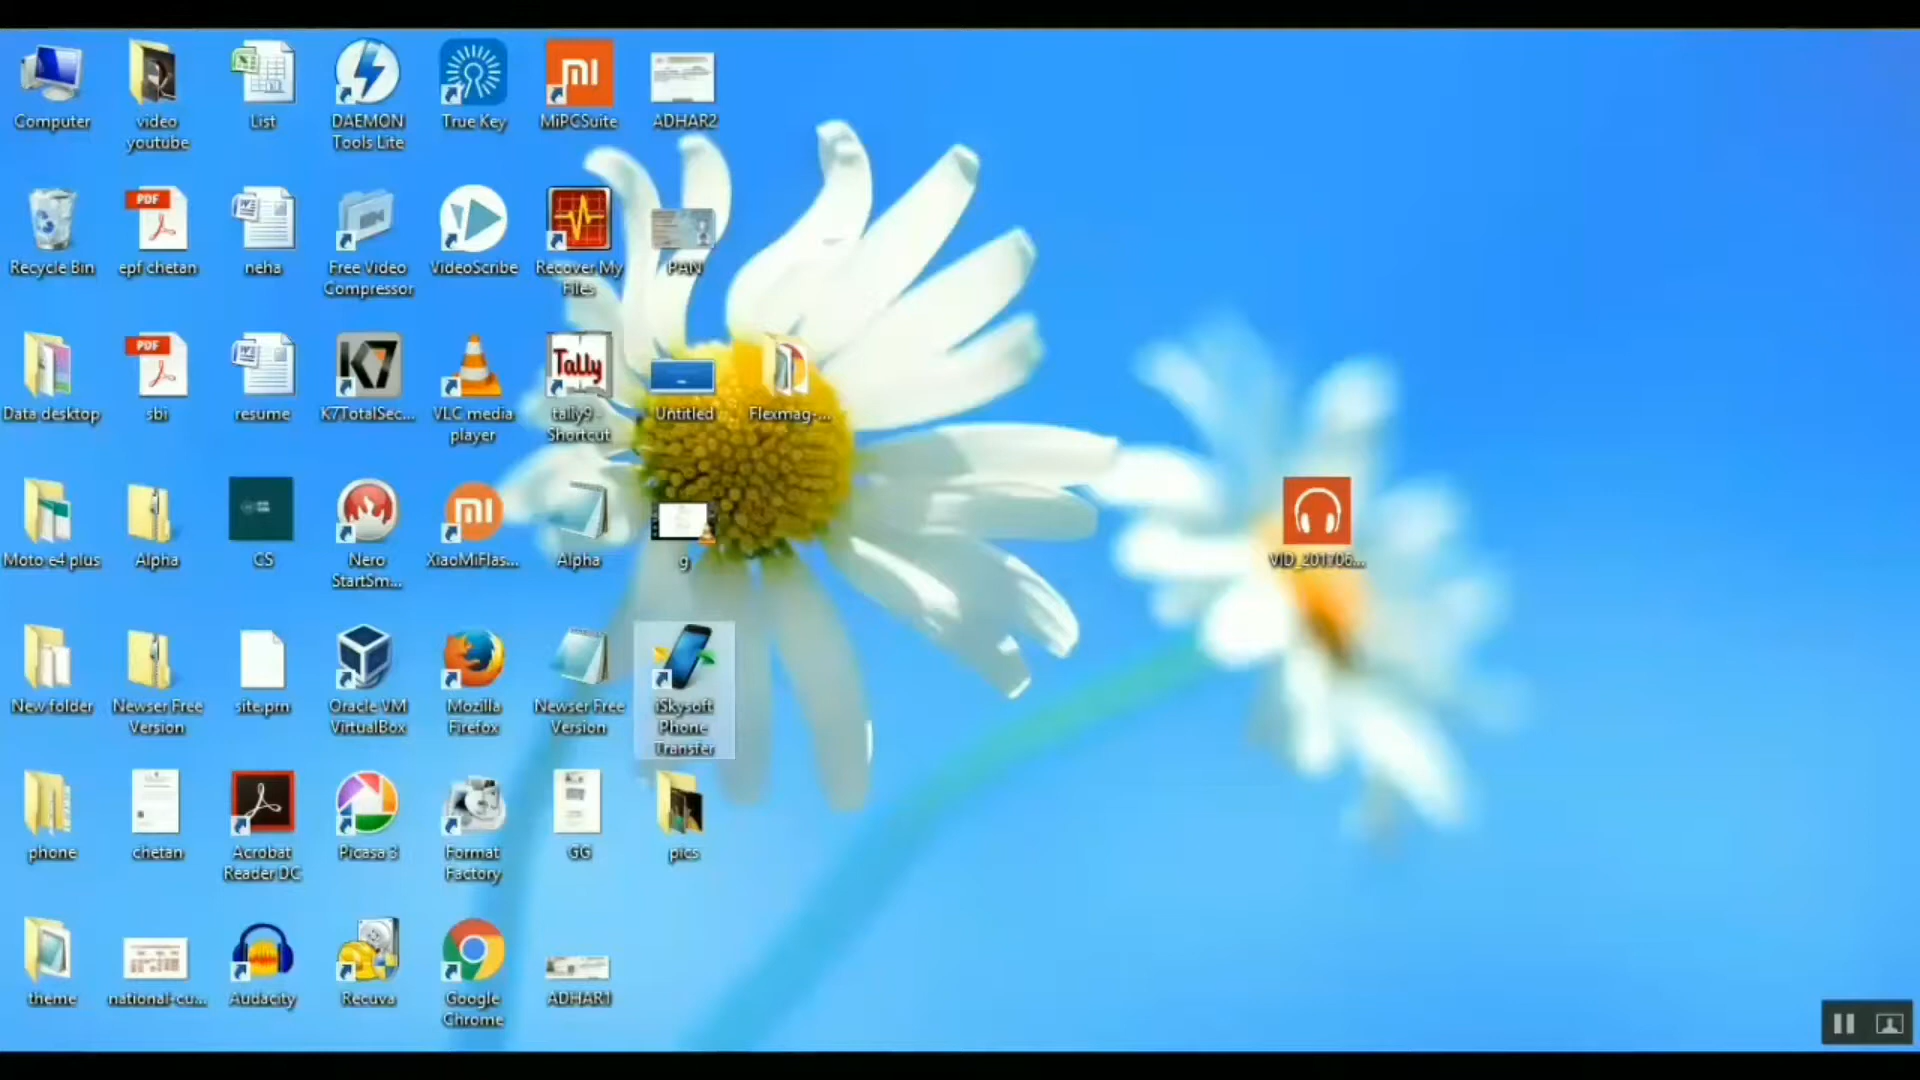 Computer
video
youtube
List
DAEMON
Tools Lite
True Key
MiPCSuite
ADHAR2
Recycle Bin
PDF
epf chetan
neha
Free Video
Compressor
VideoScribe
Recover My
Files
PAN
Data desktop
PDF
sbi
resume
K7
K7TotalSec...
VLC media
player
Tally
tally9 -
Shortcut
Untitled
Flexmag-...
Moto e4 plus
Alpha
CS
Nero
StartSm...
XiaoMiFlas...
Alpha
g
VID_201706...
New folder
Newser Free
Version
site.pm
Oracle VM
VirtualBox
Mozilla
Firefox
Newser Free
Version
iSkysoft
Phone
Transfer
phone
chetan
Acrobat
Reader DC
Picasa 3
Format
Factory
GG
pics
theme
national-cu...
Audacity
Recuva
Google
Chrome
ADHAR1